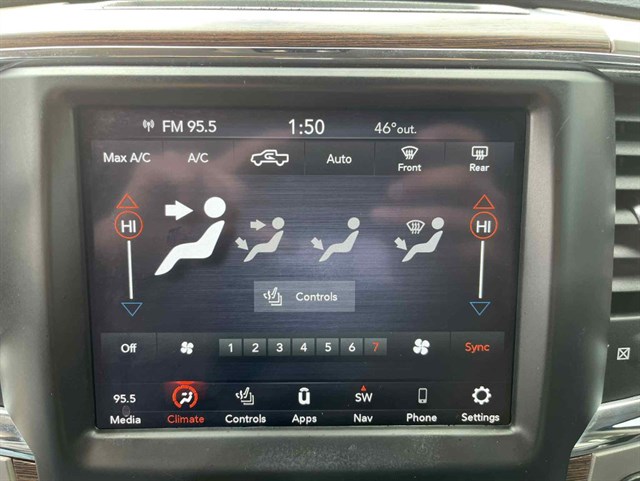 FM 95.5 1:50 46° out.
Max A/C A/C Auto Front Rear
HI HI
Controls
Off 1 2 3 4 5 6 7 Sync
95.5 SW
Media Climate Controls Apps Nav Phone Settings